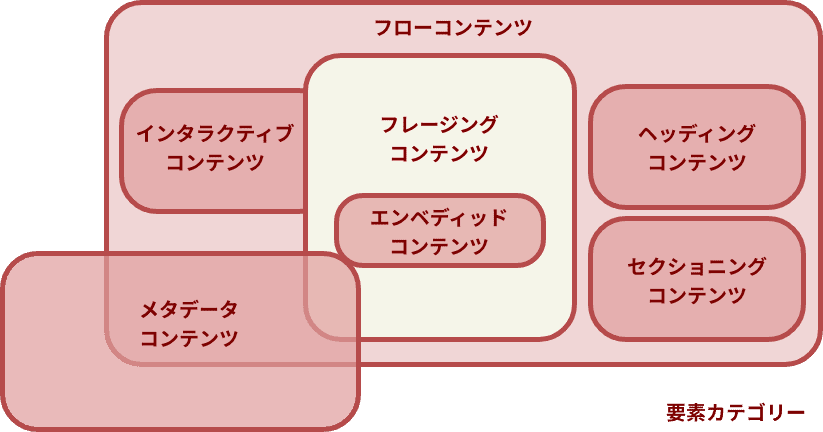 フローコンテンツ
インタラクティブ
コンテンツ
フレージング
コンテンツ
エンベディッド
コンテンツ
ヘッディング
コンテンツ
セクショニング
コンテンツ
メタデータ
コンテンツ
要素カテゴリー